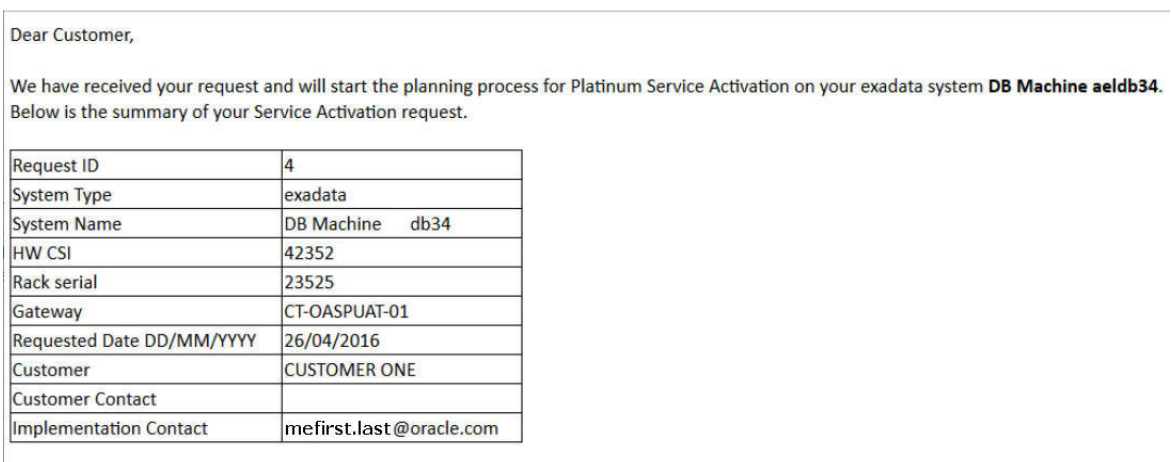 Dear Customer,
We have received your request and will start the planning process for Platinum Service Activation on your exadata system DB Machine aeldb34.
Below is the summary of your Service Activation request.
Request ID 4
System Type exadata
System Name DB Machine db34
HW CSI 42352
Rack serial 23525
Gateway CT-OASPUAT-01
Requested Date DD/MM/YYYY 26/04/2016
Customer CUSTOMER ONE
Customer Contact
Implementation Contact mefirst.last@oracle.com